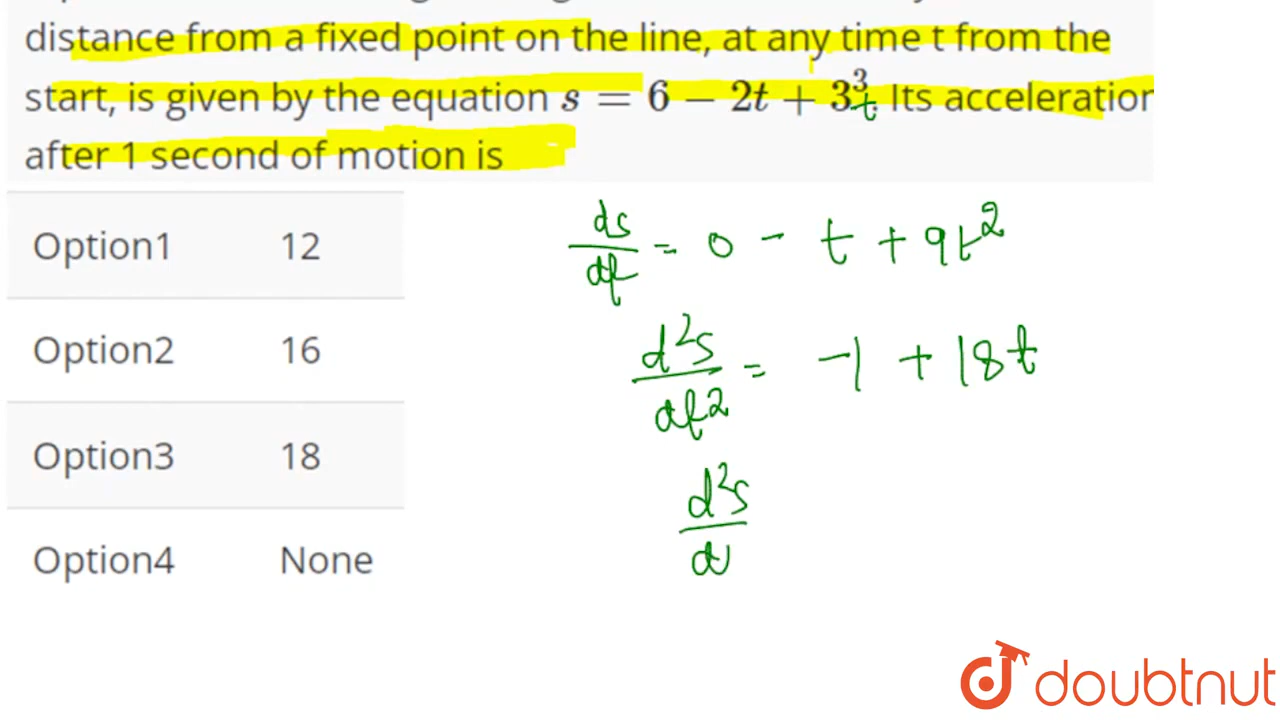 distance from a fixed point on the line, at any time t from the
start, is given by the equation s = 6 − 2t + 3t³. Its acceleration
after 1 second of motion is
Option1 12
Option2 16
Option3 18
Option4 None
ds/dt = 0 - t + 9t²
d²s/dt² = -1 + 18t
d²s/d
doubtnut